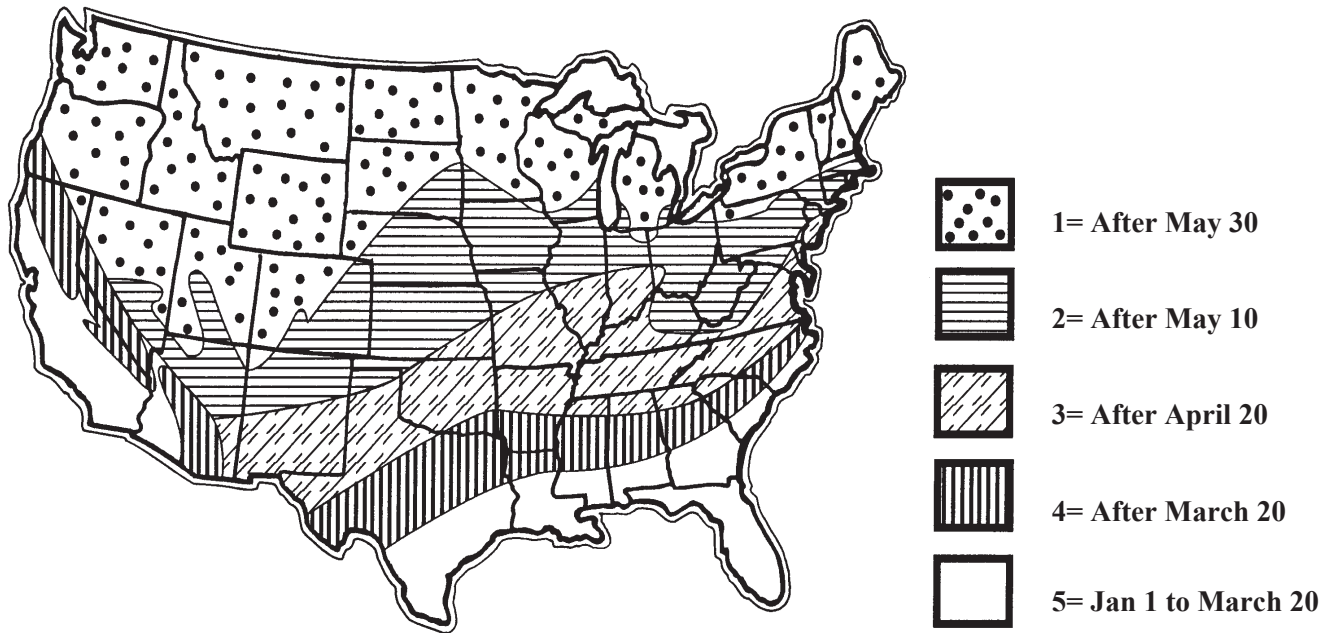 1= After May 30
2= After May 10
3= After April 20
4= After March 20
5= Jan 1 to March 20